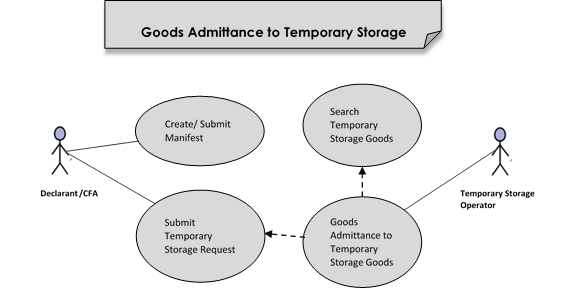 Goods Admittance to Temporary Storage
Create/ Submit
Manifest
Search
Temporary
Storage Goods
Declarant/CFA
Temporary Storage
Operator
Submit
Temporary
Storage Request
Goods
Admittance to
Temporary
Storage Goods